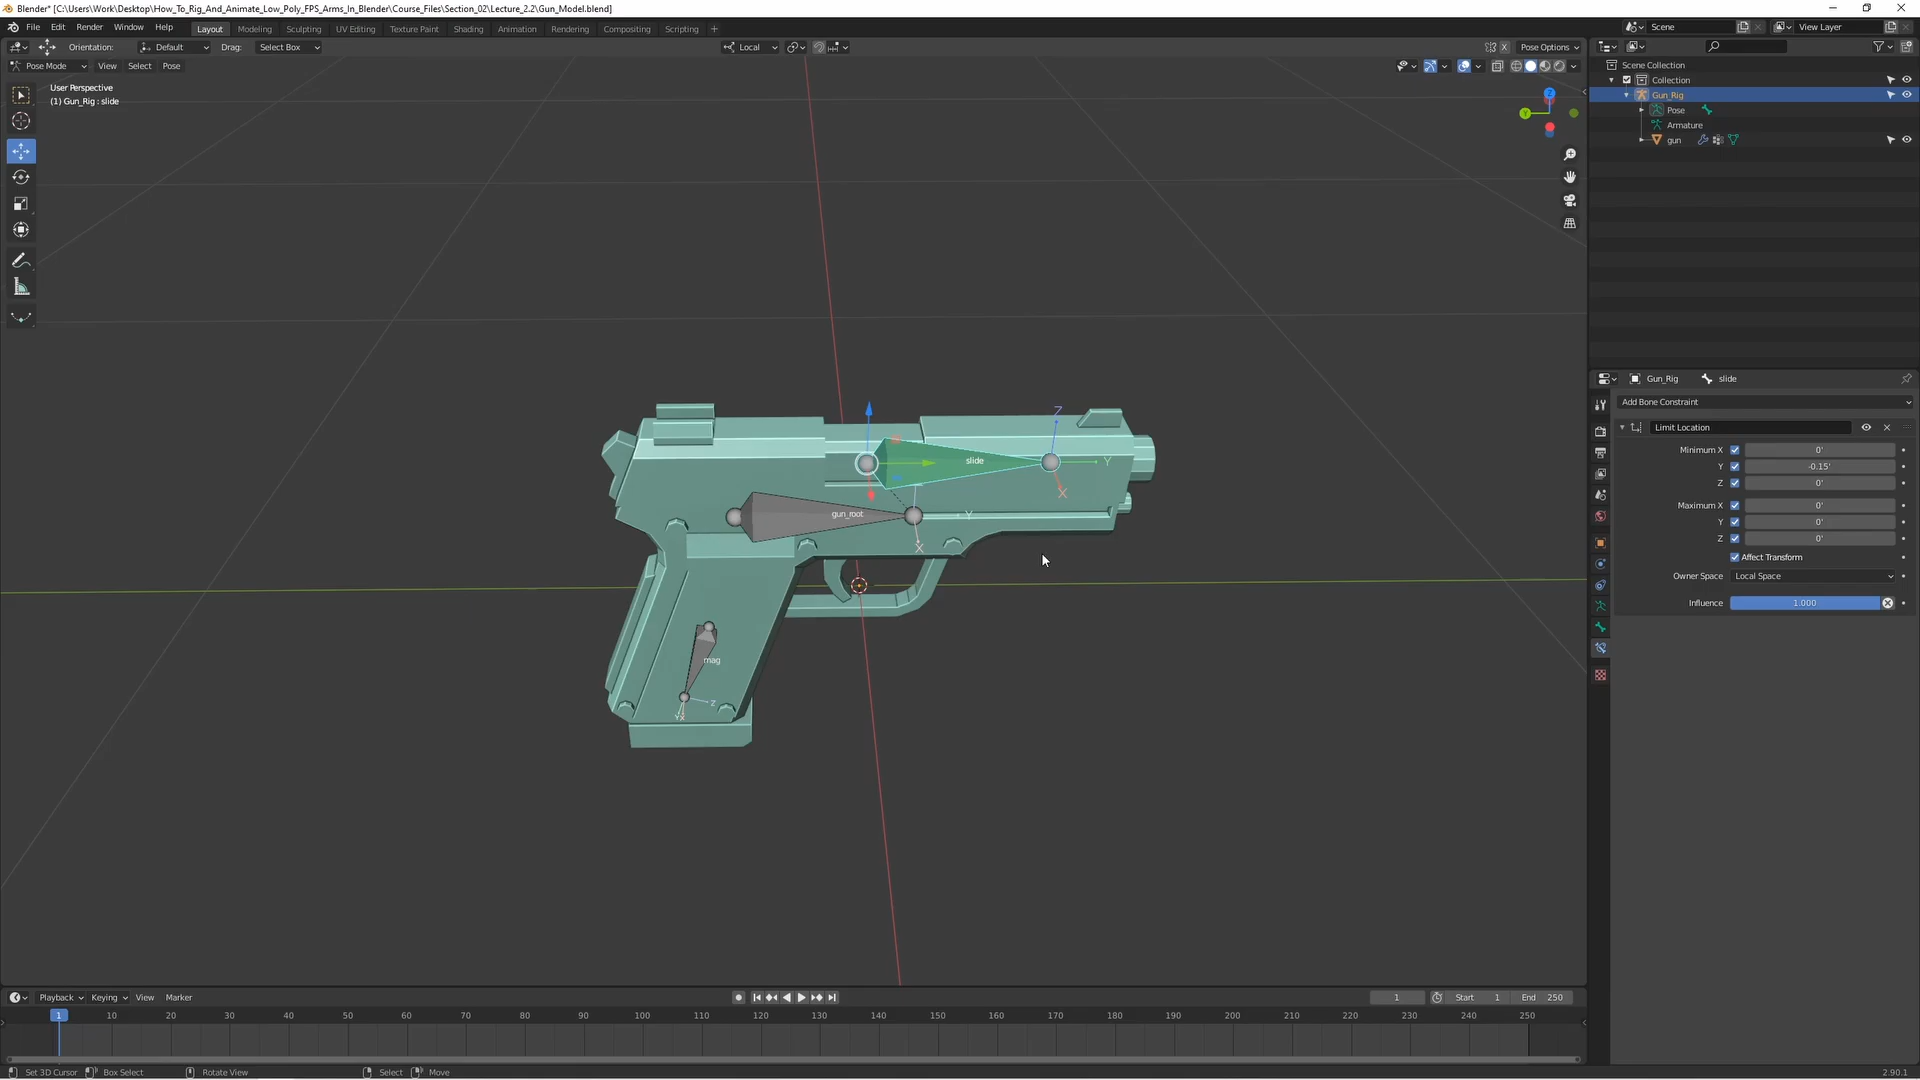 Blender* [C:\Users\Work\Desktop\How_To_Rig_And_Animate_Low_Poly_FPS_Arms_In_Blender\Course_Files\Section_02\Lecture_2.2\Gun_Model.blend]
File Edit Render Window Help Layout Modeling Sculpting UV Editing Texture Paint Shading Animation Rendering Compositing Scripting + Scene View Layer
Orientation: Default Drag: Select Box Local X Pose Options
Pose Mode View Select Pose
Scene Collection
Collection
Gun_Rig
Pose
Armature
gun
User Perspective
(1) Gun_Rig : slide
Z
Y
Z
slide
Y
X
gun_root
Y
X
mag
Z
Y
X
Gun_Rig slide
Add Bone Constraint
Limit Location
Minimum X 0'
Y -0.15'
Z 0'
Maximum X 0'
Y 0'
Z 0'
Affect Transform
Owner Space Local Space
Influence 1.000
Playback Keying View Marker 1 Start 1 End 250
1 10 20 30 40 50 60 70 80 90 100 110 120 130 140 150 160 170 180 190 200 210 220 230 240 250
Set 3D Cursor Box Select Rotate View Select Move 2.90.1